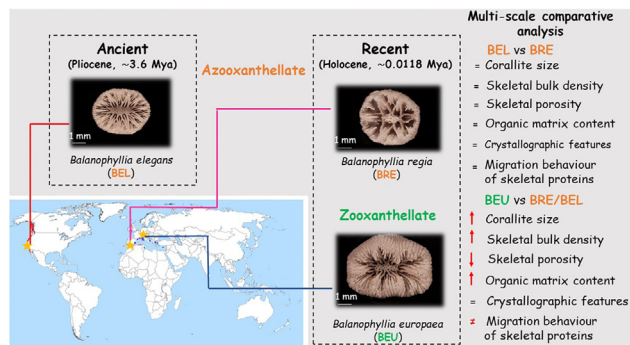 Multi-scale comparative
analysis
Ancient
(Pliocene, ~3.6 Mya)
1 mm
Balanophyllia elegans
(BEL)
Azooxanthellate
Recent
(Holocene, ~0.0118 Mya)
1 mm
Balanophyllia regia
(BRE)
Zooxanthellate
1 mm
Balanophyllia europaea
(BEU)
BEL vs BRE
= Corallite size
= Skeletal bulk density
= Skeletal porosity
= Organic matrix content
= Crystallographic features
= Migration behaviour
of skeletal proteins
BEU vs BRE/BEL
↑ Corallite size
↑ Skeletal bulk density
↓ Skeletal porosity
↑ Organic matrix content
= Crystallographic features
≠ Migration behaviour
of skeletal proteins